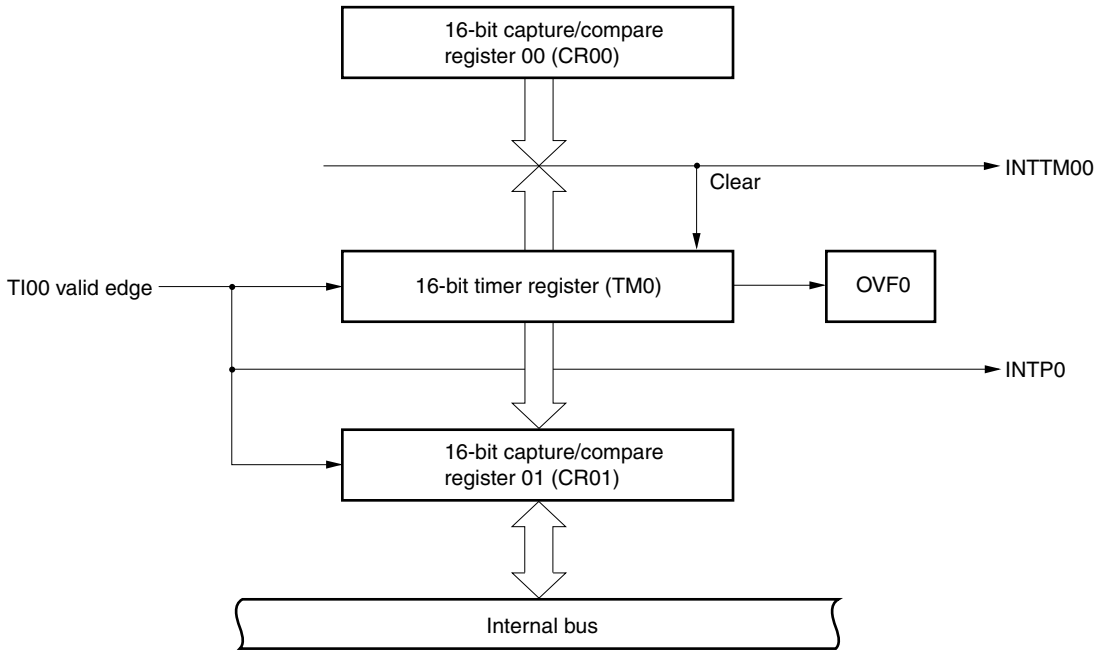 16-bit capture/compare
register 00 (CR00)
INTTM00
Clear
TI00 valid edge
16-bit timer register (TM0)
OVF0
INTP0
16-bit capture/compare
register 01 (CR01)
Internal bus